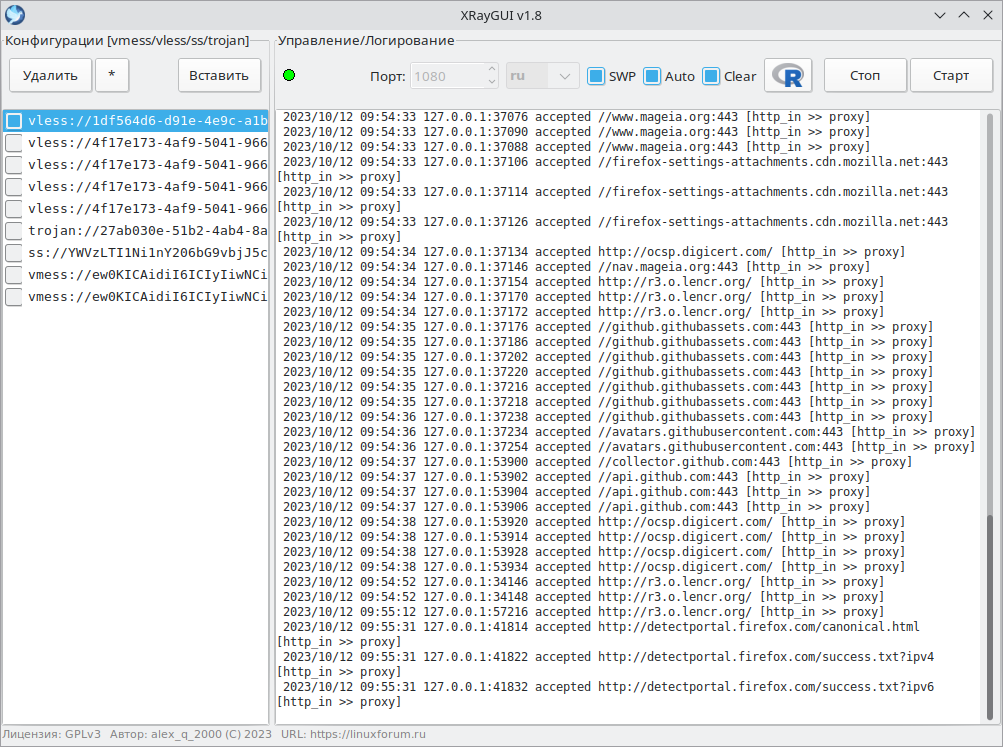 XRayGUI v1.8
Конфигурации [vmess/vless/ss/trojan]
Удалить
*
Вставить
vless://1df564d6-d91e-4e9c-a1b
vless://4f17e173-4af9-5041-966
vless://4f17e173-4af9-5041-966
vless://4f17e173-4af9-5041-966
vless://4f17e173-4af9-5041-966
trojan://27ab030e-51b2-4ab4-8a
ss://YWVzLTI1Ni1nY206bG9vbjJ5c
vmess://ew0KICAidiI6ICIyIiwNCi
vmess://ew0KICAidiI6ICIyIiwNCi
Управление/Логирование
Порт:
1080
ru
SWP
Auto
Clear
R
Стоп
Старт
2023/10/12 09:54:33 127.0.0.1:37076 accepted //www.mageia.org:443 [http_in >> proxy]
2023/10/12 09:54:33 127.0.0.1:37090 accepted //www.mageia.org:443 [http_in >> proxy]
2023/10/12 09:54:33 127.0.0.1:37088 accepted //www.mageia.org:443 [http_in >> proxy]
2023/10/12 09:54:33 127.0.0.1:37106 accepted //firefox-settings-attachments.cdn.mozilla.net:443
[http_in >> proxy]
2023/10/12 09:54:33 127.0.0.1:37114 accepted //firefox-settings-attachments.cdn.mozilla.net:443
[http_in >> proxy]
2023/10/12 09:54:33 127.0.0.1:37126 accepted //firefox-settings-attachments.cdn.mozilla.net:443
[http_in >> proxy]
2023/10/12 09:54:34 127.0.0.1:37134 accepted http://ocsp.digicert.com/ [http_in >> proxy]
2023/10/12 09:54:34 127.0.0.1:37146 accepted //nav.mageia.org:443 [http_in >> proxy]
2023/10/12 09:54:34 127.0.0.1:37154 accepted http://r3.o.lencr.org/ [http_in >> proxy]
2023/10/12 09:54:34 127.0.0.1:37170 accepted http://r3.o.lencr.org/ [http_in >> proxy]
2023/10/12 09:54:34 127.0.0.1:37172 accepted http://r3.o.lencr.org/ [http_in >> proxy]
2023/10/12 09:54:35 127.0.0.1:37176 accepted //github.githubassets.com:443 [http_in >> proxy]
2023/10/12 09:54:35 127.0.0.1:37186 accepted //github.githubassets.com:443 [http_in >> proxy]
2023/10/12 09:54:35 127.0.0.1:37202 accepted //github.githubassets.com:443 [http_in >> proxy]
2023/10/12 09:54:35 127.0.0.1:37220 accepted //github.githubassets.com:443 [http_in >> proxy]
2023/10/12 09:54:35 127.0.0.1:37216 accepted //github.githubassets.com:443 [http_in >> proxy]
2023/10/12 09:54:35 127.0.0.1:37218 accepted //github.githubassets.com:443 [http_in >> proxy]
2023/10/12 09:54:36 127.0.0.1:37238 accepted //github.githubassets.com:443 [http_in >> proxy]
2023/10/12 09:54:36 127.0.0.1:37234 accepted //avatars.githubusercontent.com:443 [http_in >> proxy]
2023/10/12 09:54:36 127.0.0.1:37254 accepted //avatars.githubusercontent.com:443 [http_in >> proxy]
2023/10/12 09:54:37 127.0.0.1:53900 accepted //collector.github.com:443 [http_in >> proxy]
2023/10/12 09:54:37 127.0.0.1:53902 accepted //api.github.com:443 [http_in >> proxy]
2023/10/12 09:54:37 127.0.0.1:53904 accepted //api.github.com:443 [http_in >> proxy]
2023/10/12 09:54:37 127.0.0.1:53906 accepted //api.github.com:443 [http_in >> proxy]
2023/10/12 09:54:38 127.0.0.1:53920 accepted http://ocsp.digicert.com/ [http_in >> proxy]
2023/10/12 09:54:38 127.0.0.1:53914 accepted http://ocsp.digicert.com/ [http_in >> proxy]
2023/10/12 09:54:38 127.0.0.1:53928 accepted http://ocsp.digicert.com/ [http_in >> proxy]
2023/10/12 09:54:38 127.0.0.1:53934 accepted http://ocsp.digicert.com/ [http_in >> proxy]
2023/10/12 09:54:52 127.0.0.1:34146 accepted http://r3.o.lencr.org/ [http_in >> proxy]
2023/10/12 09:54:52 127.0.0.1:34148 accepted http://r3.o.lencr.org/ [http_in >> proxy]
2023/10/12 09:55:12 127.0.0.1:57216 accepted http://r3.o.lencr.org/ [http_in >> proxy]
2023/10/12 09:55:31 127.0.0.1:41814 accepted http://detectportal.firefox.com/canonical.html
[http_in >> proxy]
2023/10/12 09:55:31 127.0.0.1:41822 accepted http://detectportal.firefox.com/success.txt?ipv4
[http_in >> proxy]
2023/10/12 09:55:31 127.0.0.1:41832 accepted http://detectportal.firefox.com/success.txt?ipv6
[http_in >> proxy]
Лицензия: GPLv3 Автор: alex_q_2000 (C) 2023 URL: https://linuxforum.ru